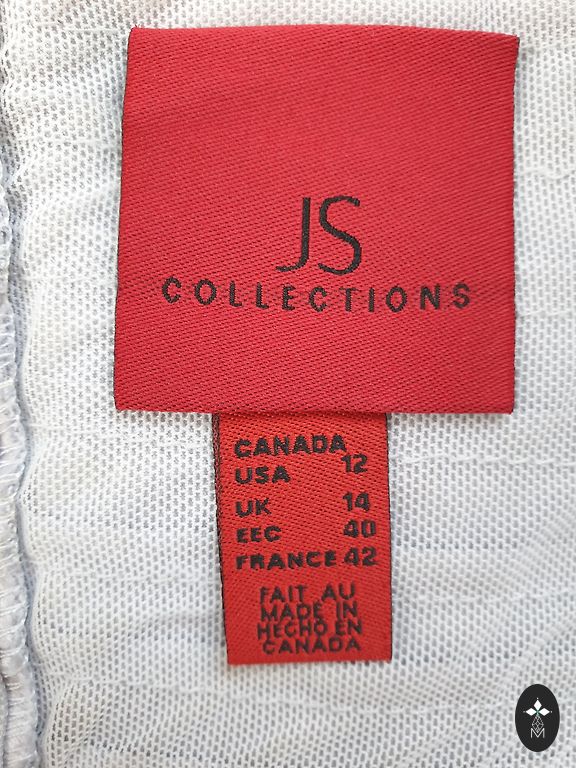 JS
COLLECTIONS
CANADA
USA 12
UK 14
EEC 40
FRANCE 42
FAIT AU
MADE IN
HECHO EN
CANADA
M